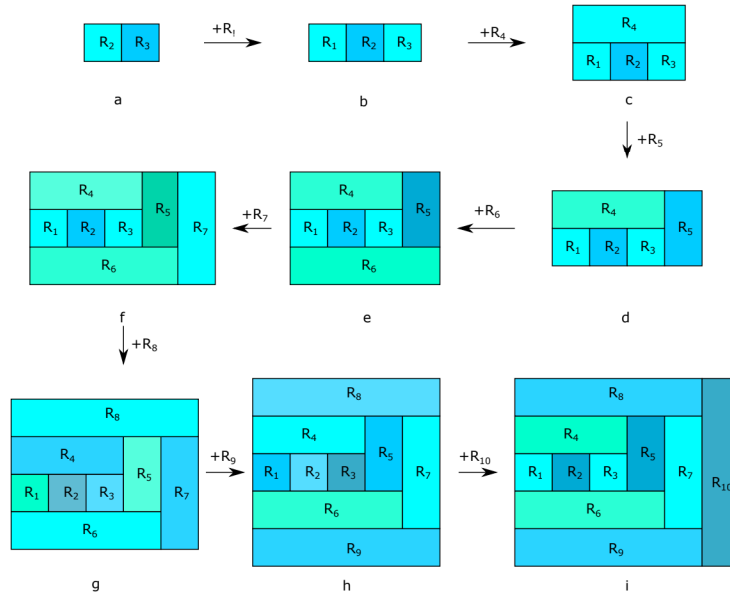 R2 R3 +R! R1 R2 R3 +R4 R4
R1 R2 R3
a b c
+R5
R4 R5 R7 +R7 R4 R5 +R6 R4 R5
R1 R2 R3 R1 R2 R3 R1 R2 R3
R6 R6
f e d
+R8
R8 +R9 R8 +R10 R8
R4 R5 R7 R4 R5 R7 R4 R5 R7 R10
R1 R2 R3 R1 R2 R3 R1 R2 R3
R6 R6 R6
R9 R9
g h i